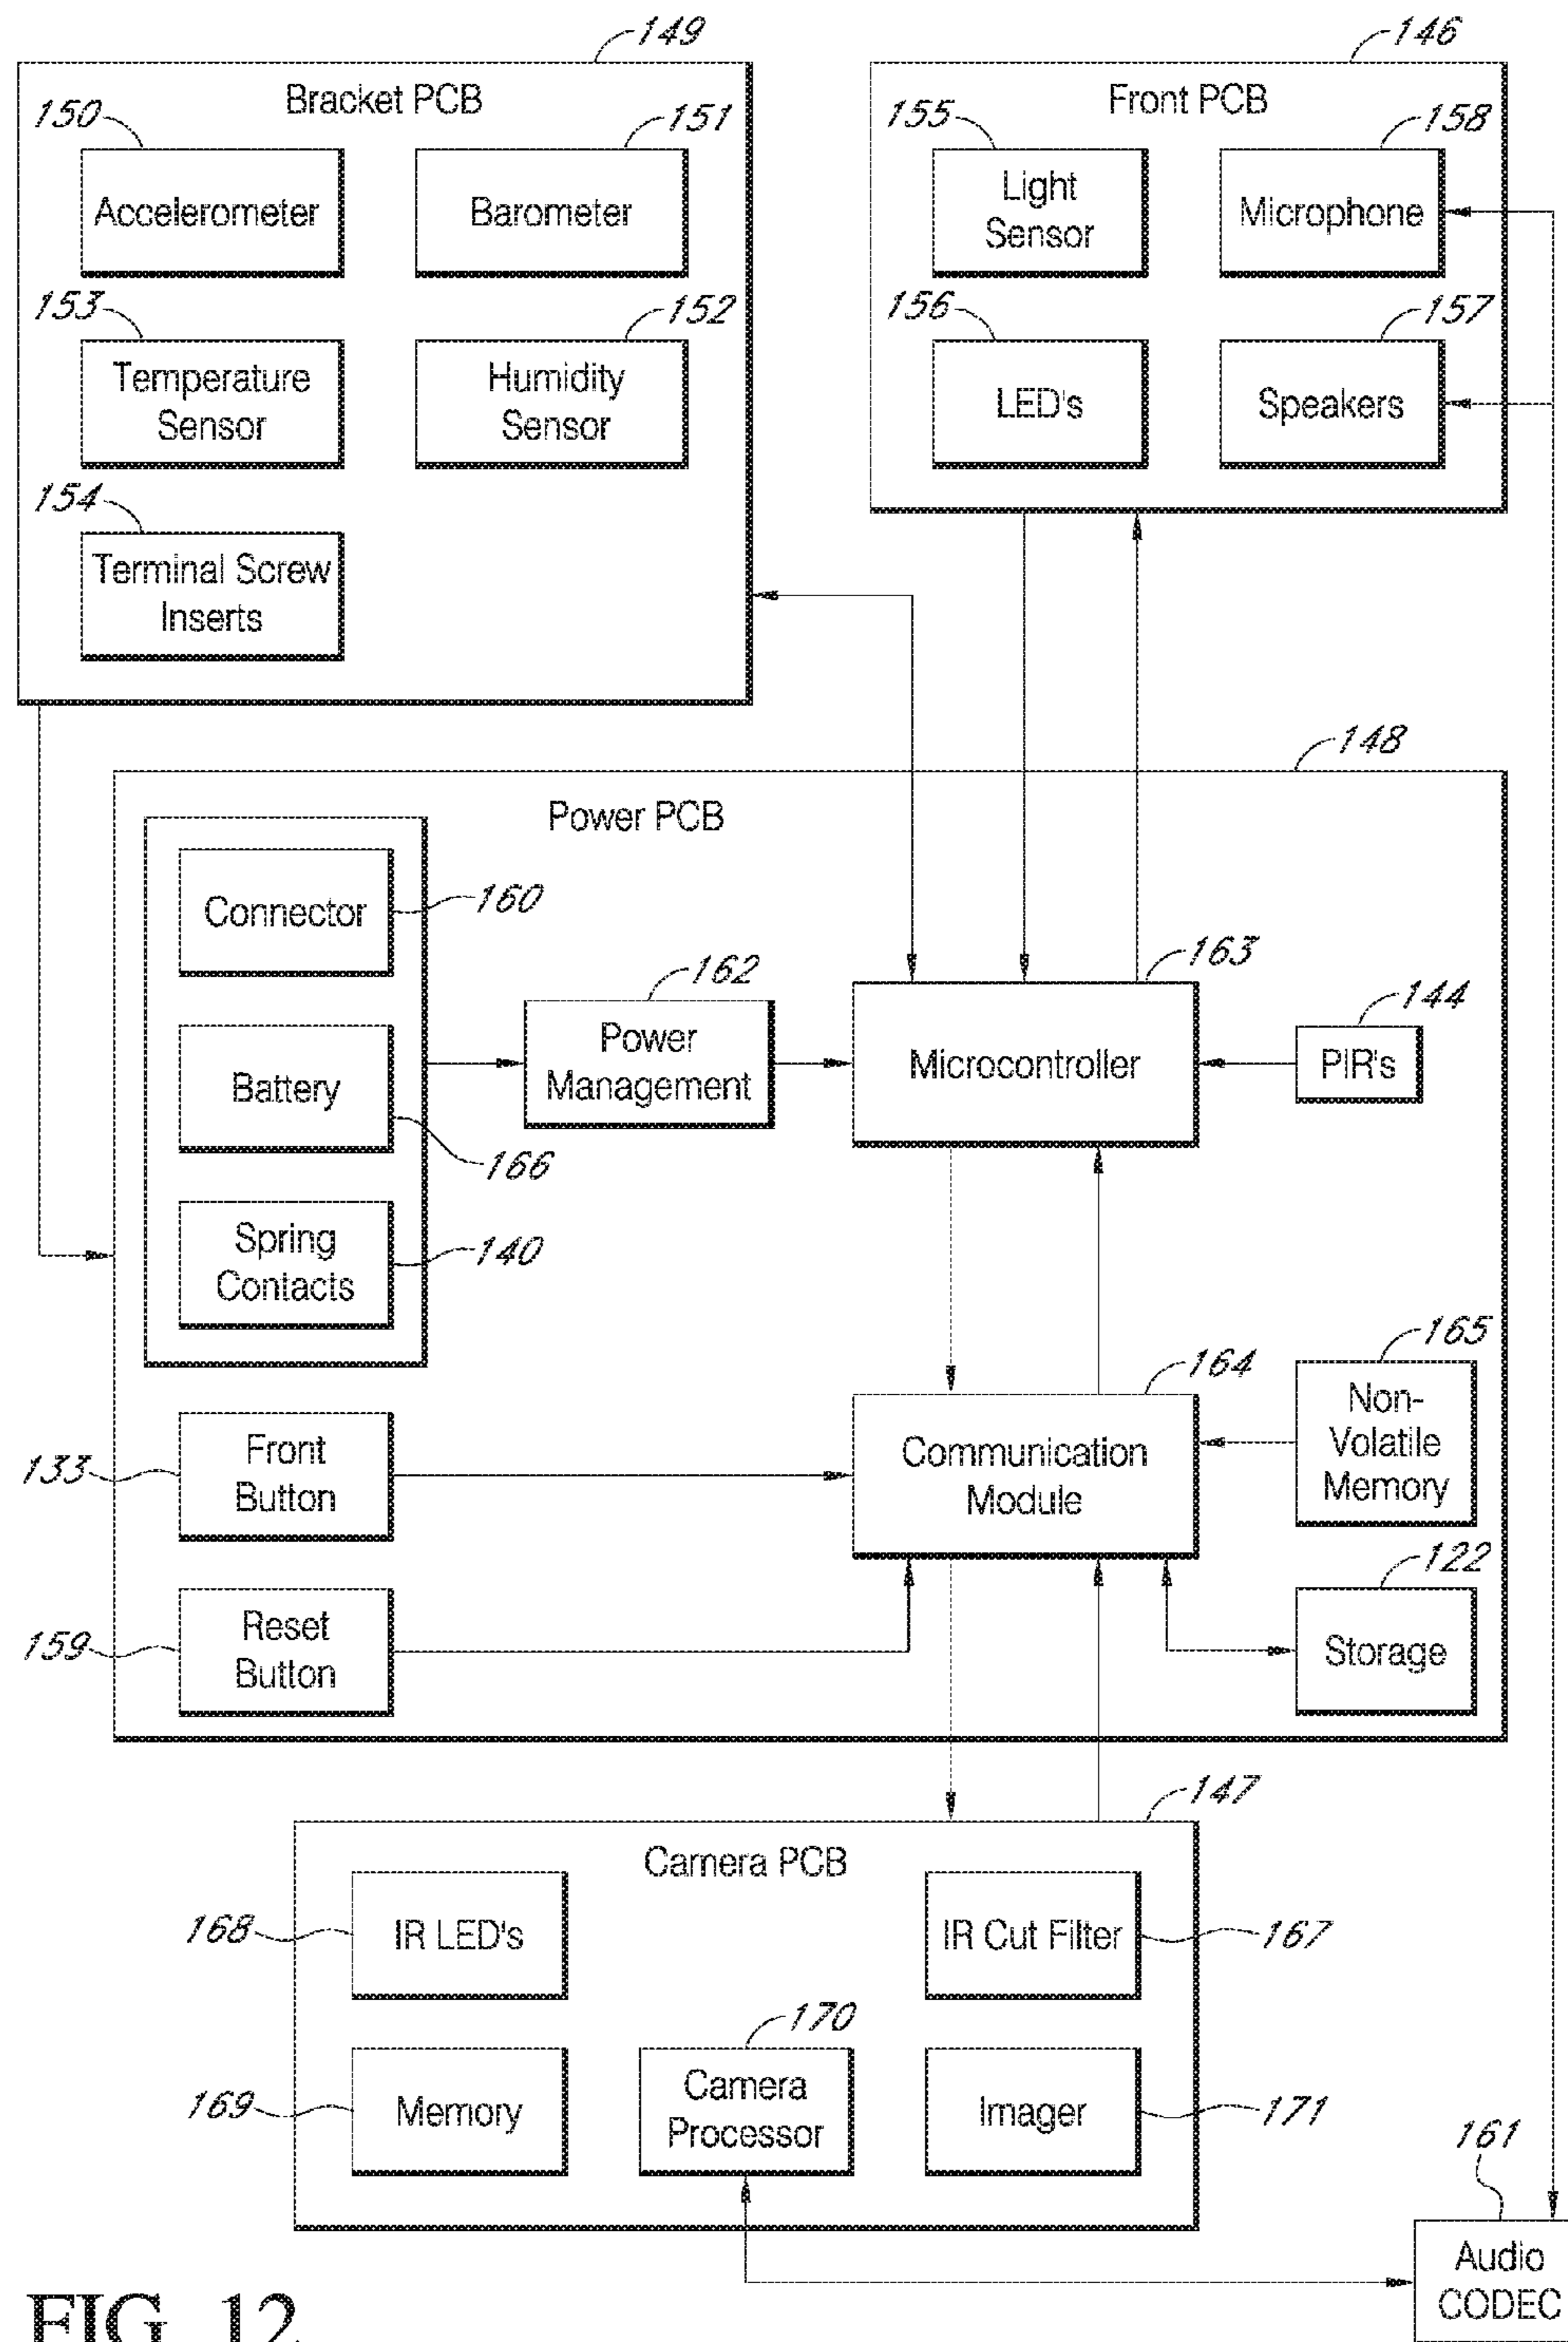 149
146
Bracket PCB
Front PCB
150
151
155
158
Accelerometer
Barometer
Light
Sensor
Microphone
153
152
156
157
Temperature
Sensor
Humidity
Sensor
LED's
Speakers
154
Terminal Screw
Inserts
148
Power PCB
Connector
160
162
163
144
Power
Management
Microcontroller
PIR's
Battery
166
Spring
Contacts
140
164
165
Front
Button
133
Communication
Module
Non-
Volatile
Memory
122
Reset
Button
159
Storage
147
Camera PCB
168
IR LED's
IR Cut Filter
167
170
169
Memory
Camera
Processor
Imager
171
161
Audio
CODEC
FIG. 12